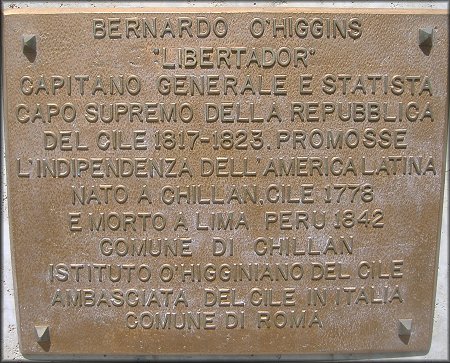 BERNARDO O'HIGGINS
"LIBERTADOR"
CAPITANO GENERALE E STATISTA
CAPO SUPREMO DELLA REPUBBLICA
DEL CILE 1817-1823. PROMOSSE
L'INDIPENDENZA DELL'AMERICA LATINA
NATO A CHILLAN, CILE 1778
E MORTO A LIMA PERU 1842
COMUNE DI CHILLAN
ISTITUTO O'HIGGINIANO DEL CILE
AMBASCIATA DEL CILE IN ITALIA
COMUNE DI ROMA